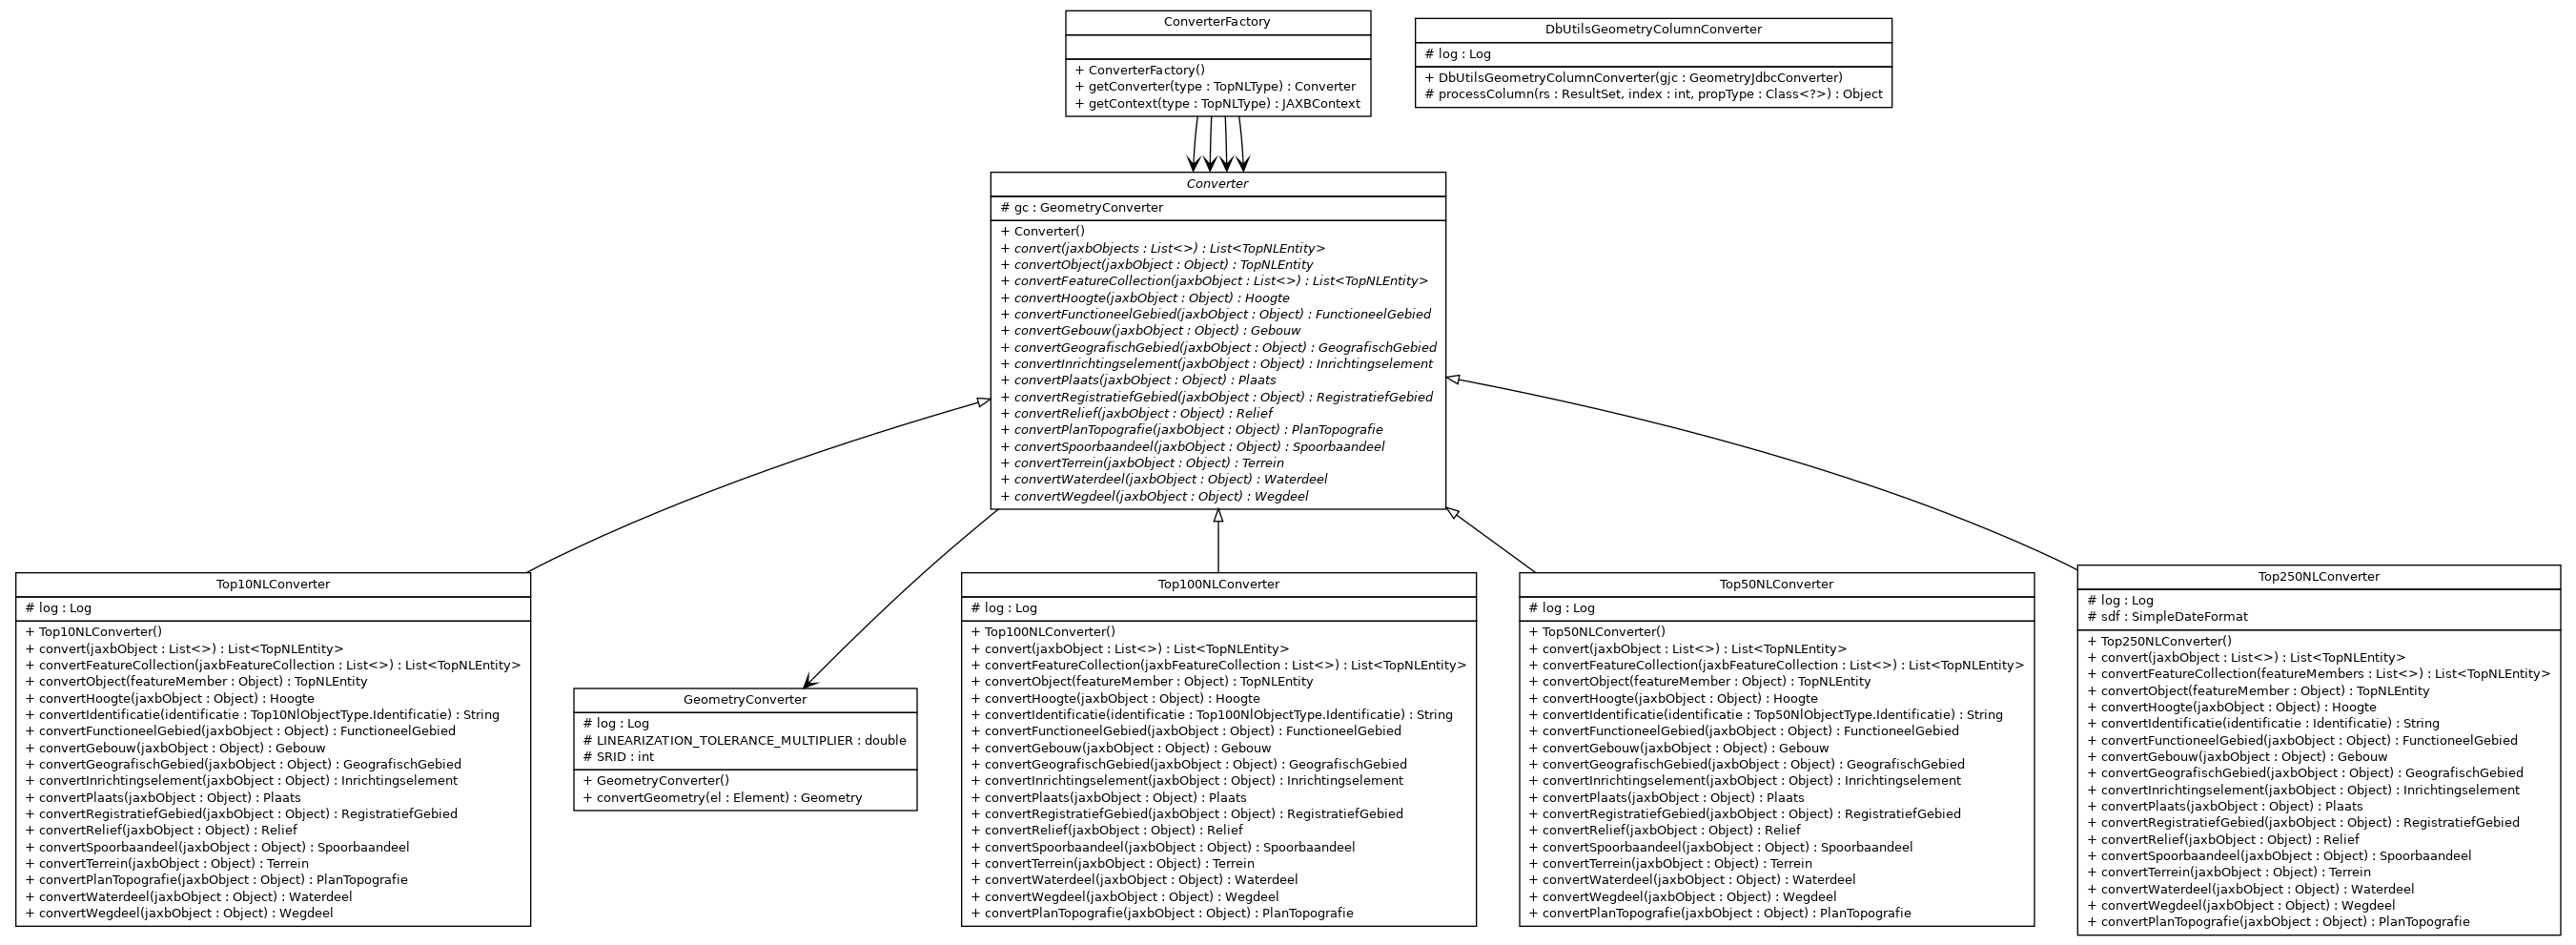 ConverterFactory
+ ConverterFactory()
+ getConverter(type : TopNLType) : Converter
+ getContext(type : TopNLType) : JAXBContext
DbUtilsGeometryColumnConverter
# log : Log
+ DbUtilsGeometryColumnConverter(gjc : GeometryJdbcConverter)
# processColumn(rs : ResultSet, index : int, propType : Class<?>) : Object
Converter
# gc : GeometryConverter
+ Converter()
+ convert(jaxbObjects : List<>) : List<TopNLEntity>
+ convertObject(jaxbObject : Object) : TopNLEntity
+ convertFeatureCollection(jaxbObject : List<>) : List<TopNLEntity>
+ convertHoogte(jaxbObject : Object) : Hoogte
+ convertFunctioneelGebied(jaxbObject : Object) : FunctioneelGebied
+ convertGebouw(jaxbObject : Object) : Gebouw
+ convertGeografischGebied(jaxbObject : Object) : GeografischGebied
+ convertInrichtingselement(jaxbObject : Object) : Inrichtingselement
+ convertPlaats(jaxbObject : Object) : Plaats
+ convertRegistratiefGebied(jaxbObject : Object) : RegistratiefGebied
+ convertRelief(jaxbObject : Object) : Relief
+ convertPlanTopografie(jaxbObject : Object) : PlanTopografie
+ convertSpoorbaandeel(jaxbObject : Object) : Spoorbaandeel
+ convertTerrein(jaxbObject : Object) : Terrein
+ convertWaterdeel(jaxbObject : Object) : Waterdeel
+ convertWegdeel(jaxbObject : Object) : Wegdeel
Top10NLConverter
# log : Log
+ Top10NLConverter()
+ convert(jaxbObject : List<>) : List<TopNLEntity>
+ convertFeatureCollection(jaxbFeatureCollection : List<>) : List<TopNLEntity>
+ convertObject(featureMember : Object) : TopNLEntity
+ convertHoogte(jaxbObject : Object) : Hoogte
+ convertIdentificatie(identificatie : Top10NlObjectType.Identificatie) : String
+ convertFunctioneelGebied(jaxbObject : Object) : FunctioneelGebied
+ convertGebouw(jaxbObject : Object) : Gebouw
+ convertGeografischGebied(jaxbObject : Object) : GeografischGebied
+ convertInrichtingselement(jaxbObject : Object) : Inrichtingselement
+ convertPlaats(jaxbObject : Object) : Plaats
+ convertRegistratiefGebied(jaxbObject : Object) : RegistratiefGebied
+ convertRelief(jaxbObject : Object) : Relief
+ convertSpoorbaandeel(jaxbObject : Object) : Spoorbaandeel
+ convertTerrein(jaxbObject : Object) : Terrein
+ convertPlanTopografie(jaxbObject : Object) : PlanTopografie
+ convertWaterdeel(jaxbObject : Object) : Waterdeel
+ convertWegdeel(jaxbObject : Object) : Wegdeel
GeometryConverter
# log : Log
# LINEARIZATION_TOLERANCE_MULTIPLIER : double
# SRID : int
+ GeometryConverter()
+ convertGeometry(el : Element) : Geometry
Top100NLConverter
# log : Log
+ Top100NLConverter()
+ convert(jaxbObject : List<>) : List<TopNLEntity>
+ convertFeatureCollection(jaxbFeatureCollection : List<>) : List<TopNLEntity>
+ convertObject(featureMember : Object) : TopNLEntity
+ convertHoogte(jaxbObject : Object) : Hoogte
+ convertIdentificatie(identificatie : Top100NlObjectType.Identificatie) : String
+ convertFunctioneelGebied(jaxbObject : Object) : FunctioneelGebied
+ convertGebouw(jaxbObject : Object) : Gebouw
+ convertGeografischGebied(jaxbObject : Object) : GeografischGebied
+ convertInrichtingselement(jaxbObject : Object) : Inrichtingselement
+ convertPlaats(jaxbObject : Object) : Plaats
+ convertRegistratiefGebied(jaxbObject : Object) : RegistratiefGebied
+ convertRelief(jaxbObject : Object) : Relief
+ convertSpoorbaandeel(jaxbObject : Object) : Spoorbaandeel
+ convertTerrein(jaxbObject : Object) : Terrein
+ convertWaterdeel(jaxbObject : Object) : Waterdeel
+ convertWegdeel(jaxbObject : Object) : Wegdeel
+ convertPlanTopografie(jaxbObject : Object) : PlanTopografie
Top50NLConverter
# log : Log
+ Top50NLConverter()
+ convert(jaxbObject : List<>) : List<TopNLEntity>
+ convertFeatureCollection(jaxbFeatureCollection : List<>) : List<TopNLEntity>
+ convertObject(featureMember : Object) : TopNLEntity
+ convertHoogte(jaxbObject : Object) : Hoogte
+ convertIdentificatie(identificatie : Top50NlObjectType.Identificatie) : String
+ convertFunctioneelGebied(jaxbObject : Object) : FunctioneelGebied
+ convertGebouw(jaxbObject : Object) : Gebouw
+ convertGeografischGebied(jaxbObject : Object) : GeografischGebied
+ convertInrichtingselement(jaxbObject : Object) : Inrichtingselement
+ convertPlaats(jaxbObject : Object) : Plaats
+ convertRegistratiefGebied(jaxbObject : Object) : RegistratiefGebied
+ convertRelief(jaxbObject : Object) : Relief
+ convertSpoorbaandeel(jaxbObject : Object) : Spoorbaandeel
+ convertTerrein(jaxbObject : Object) : Terrein
+ convertWaterdeel(jaxbObject : Object) : Waterdeel
+ convertWegdeel(jaxbObject : Object) : Wegdeel
+ convertPlanTopografie(jaxbObject : Object) : PlanTopografie
Top250NLConverter
# log : Log
# sdf : SimpleDateFormat
+ Top250NLConverter()
+ convert(jaxbObject : List<>) : List<TopNLEntity>
+ convertFeatureCollection(featureMembers : List<>) : List<TopNLEntity>
+ convertObject(featureMember : Object) : TopNLEntity
+ convertHoogte(jaxbObject : Object) : Hoogte
+ convertIdentificatie(identificatie : Identificatie) : String
+ convertFunctioneelGebied(jaxbObject : Object) : FunctioneelGebied
+ convertGebouw(jaxbObject : Object) : Gebouw
+ convertGeografischGebied(jaxbObject : Object) : GeografischGebied
+ convertInrichtingselement(jaxbObject : Object) : Inrichtingselement
+ convertPlaats(jaxbObject : Object) : Plaats
+ convertRegistratiefGebied(jaxbObject : Object) : RegistratiefGebied
+ convertRelief(jaxbObject : Object) : Relief
+ convertSpoorbaandeel(jaxbObject : Object) : Spoorbaandeel
+ convertTerrein(jaxbObject : Object) : Terrein
+ convertWaterdeel(jaxbObject : Object) : Waterdeel
+ convertWegdeel(jaxbObject : Object) : Wegdeel
+ convertPlanTopografie(jaxbObject : Object) : PlanTopografie